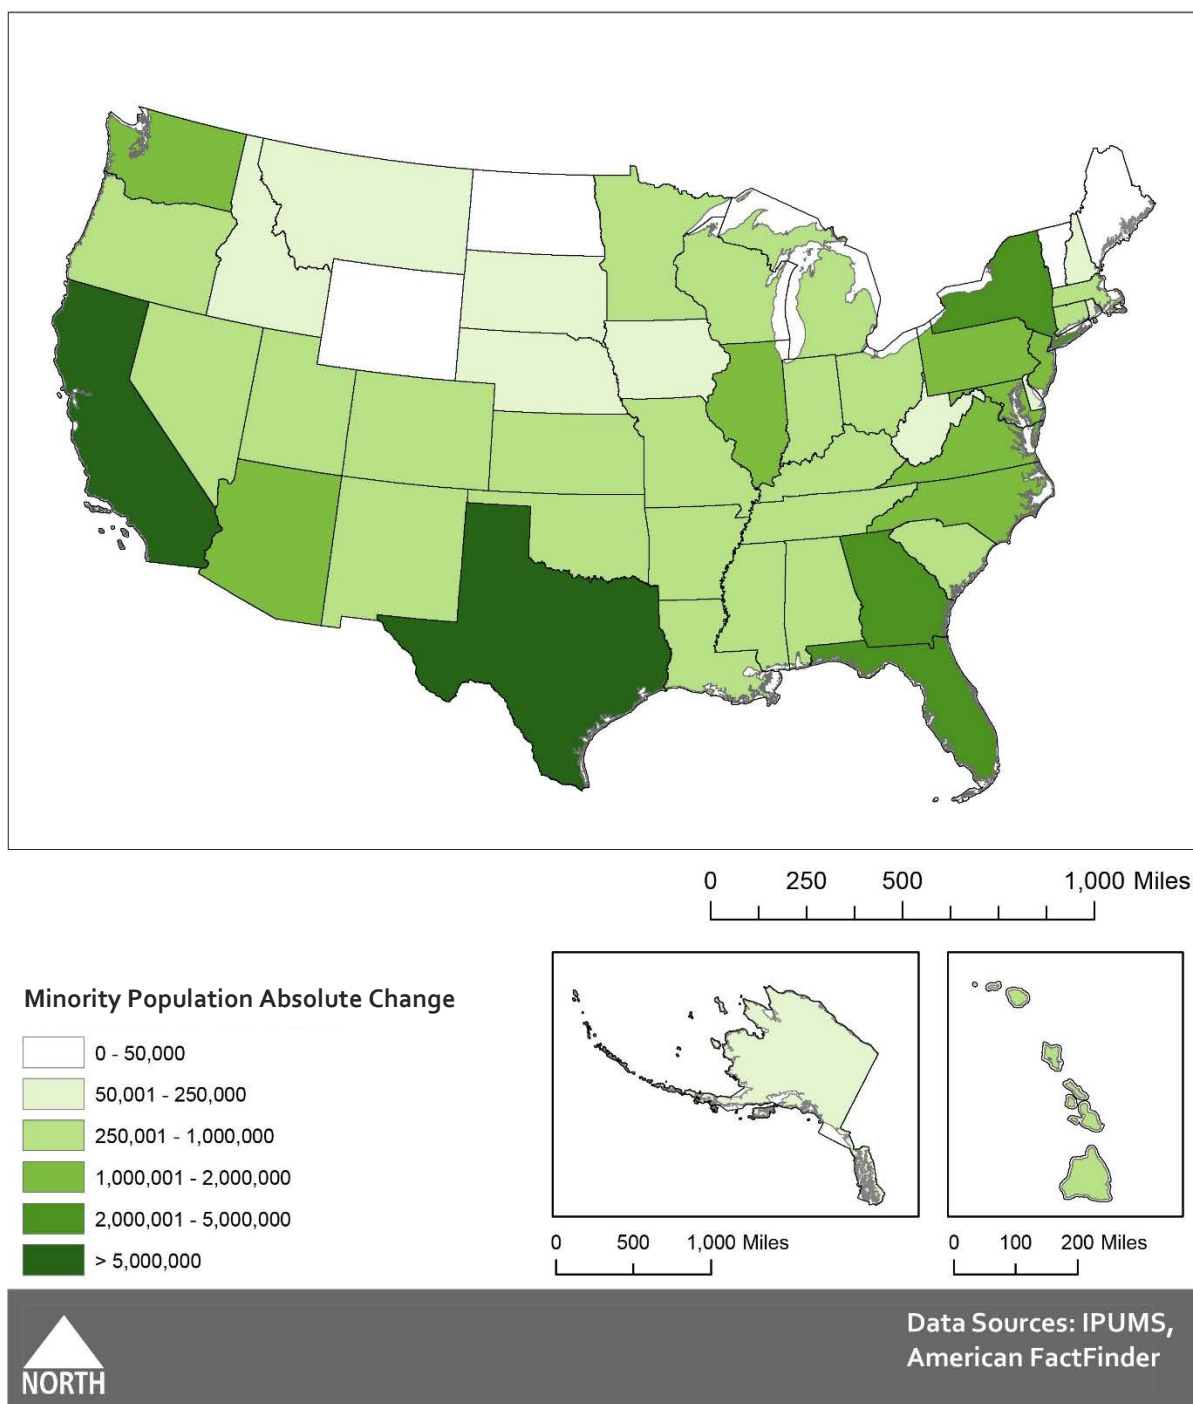 0 250 500 1,000 Miles
Minority Population Absolute Change
0 - 50,000
50,001 - 250,000
250,001 - 1,000,000
1,000,001 - 2,000,000
2,000,001 - 5,000,000
> 5,000,000
0 500 1,000 Miles
0 100 200 Miles
NORTH
Data Sources: IPUMS,
American FactFinder